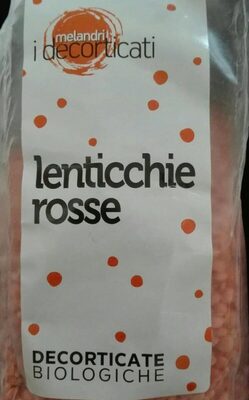 melandri
i decorticati
lenticchie
rosse
DECORTICATE
BIOLOGICHE